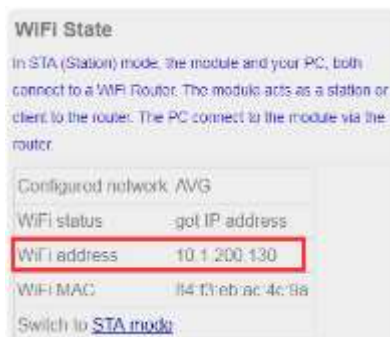 WiFi State
In STA (Station) mode, the module and your PC, both
connect to a WiFi Router. The module acts as a station or
client to the router. The PC connect to the module via the
router.
Configured network AVG
WiFi status got IP address
WiFi address 10.1.200.130
WiFi MAC 84:f3:eb:ac:4c:9a
Switch to STA mode